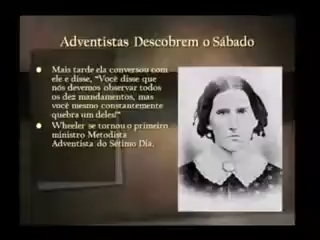 Adventistas Descobrem o Sábado
Mais tarde ela conversou com
ele e disse, "Você disse que
nós devemos observar todos
os dez mandamentos, mas
você mesmo constantemente
quebra um deles!"
Wheeler se tornou o primeiro
ministro Metodista
Adventista do Sétimo Dia.